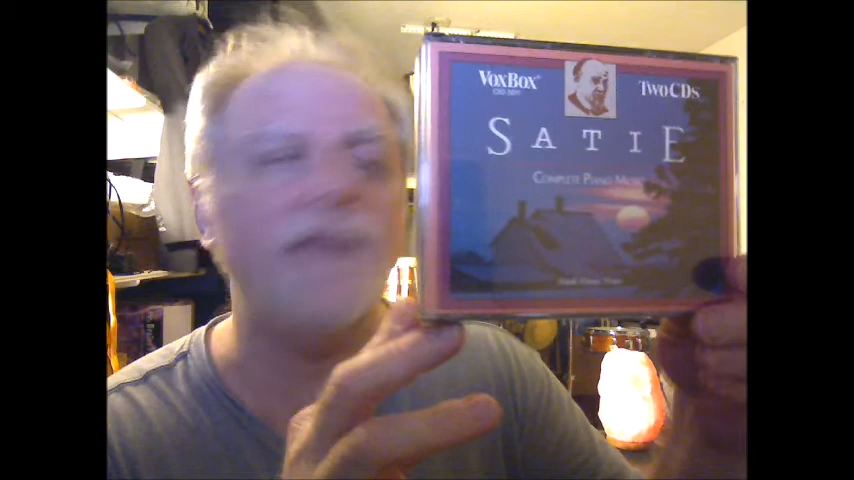 VOXBOX® TWO CDS
SATIE
COMPLETE PIANO MUSIC